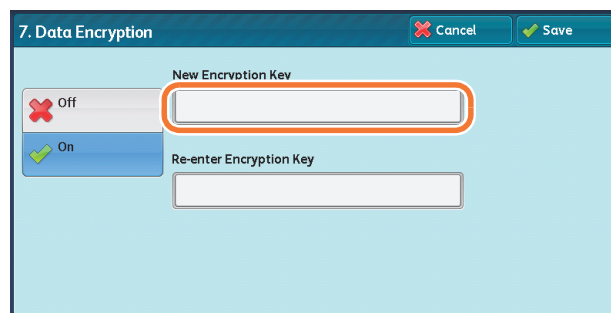 7. Data Encryption
Cancel
Save
New Encryption Key
Off
On
Re-enter Encryption Key